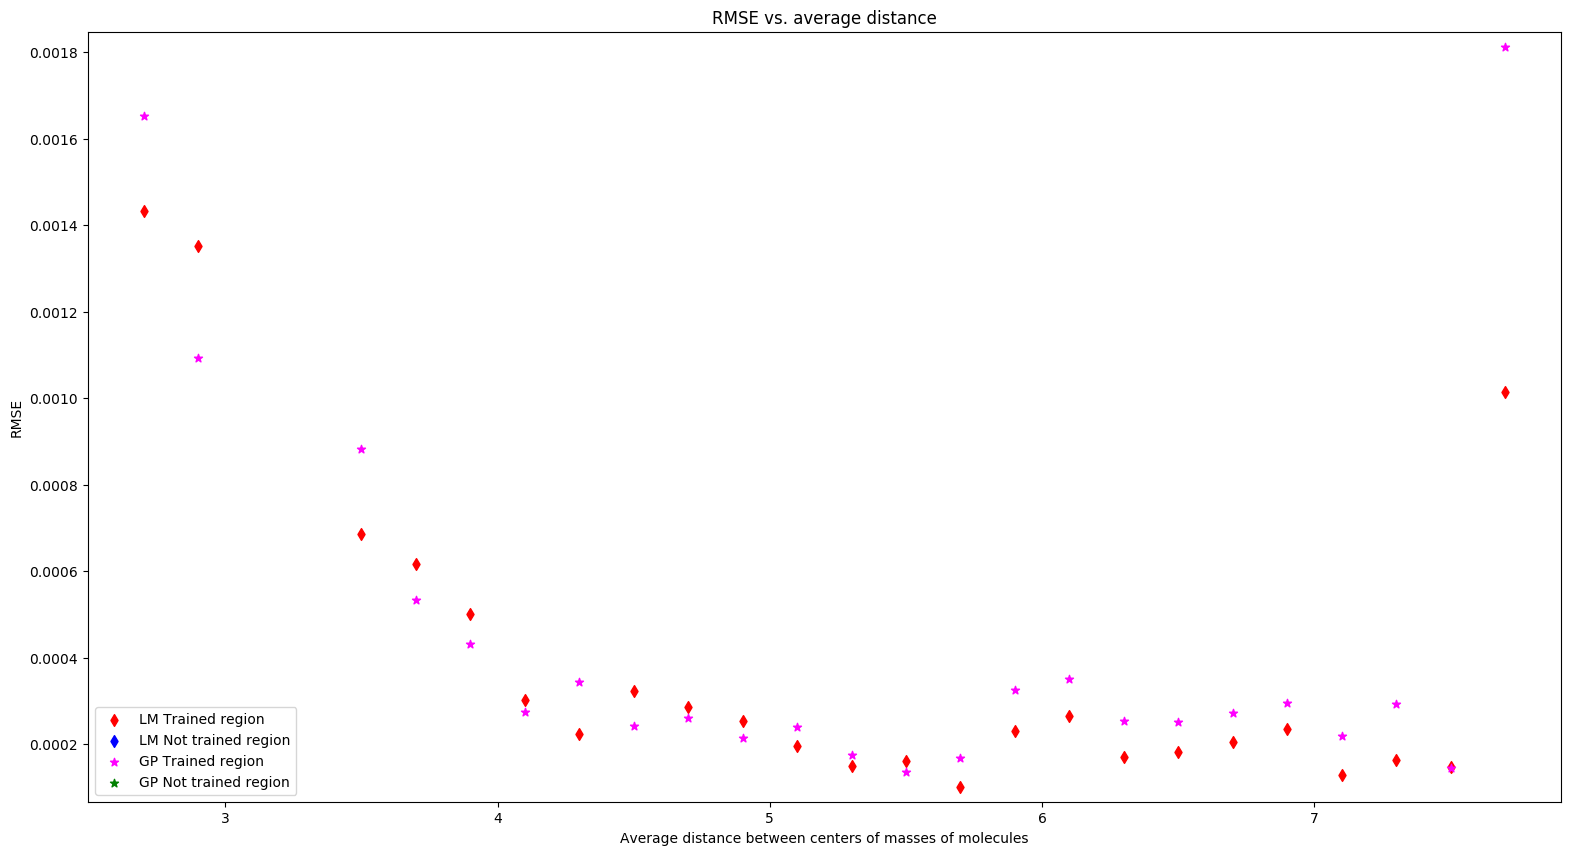 RMSE vs. average distance
0.0018
0.0016
0.0014
0.0012
0.0010
0.0008
0.0006
0.0004
0.0002
RMSE
LM Trained region
LM Not trained region
GP Trained region
GP Not trained region
3 4 5 6 7
Average distance between centers of masses of molecules